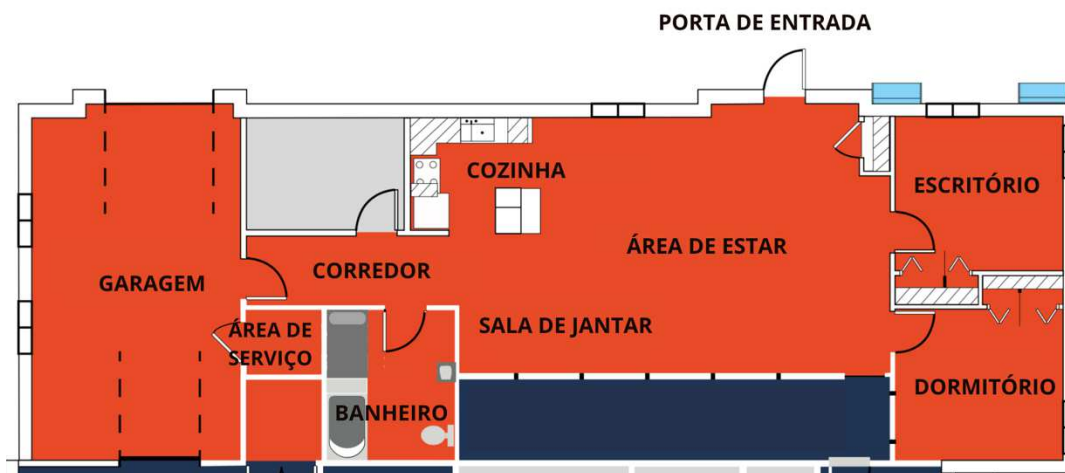 PORTA DE ENTRADA
COZINHA
ESCRITÓRIO
ÁREA DE ESTAR
CORREDOR
GARAGEM
ÁREA DE
SERVIÇO
SALA DE JANTAR
DORMITÓRIO
BANHEIRO